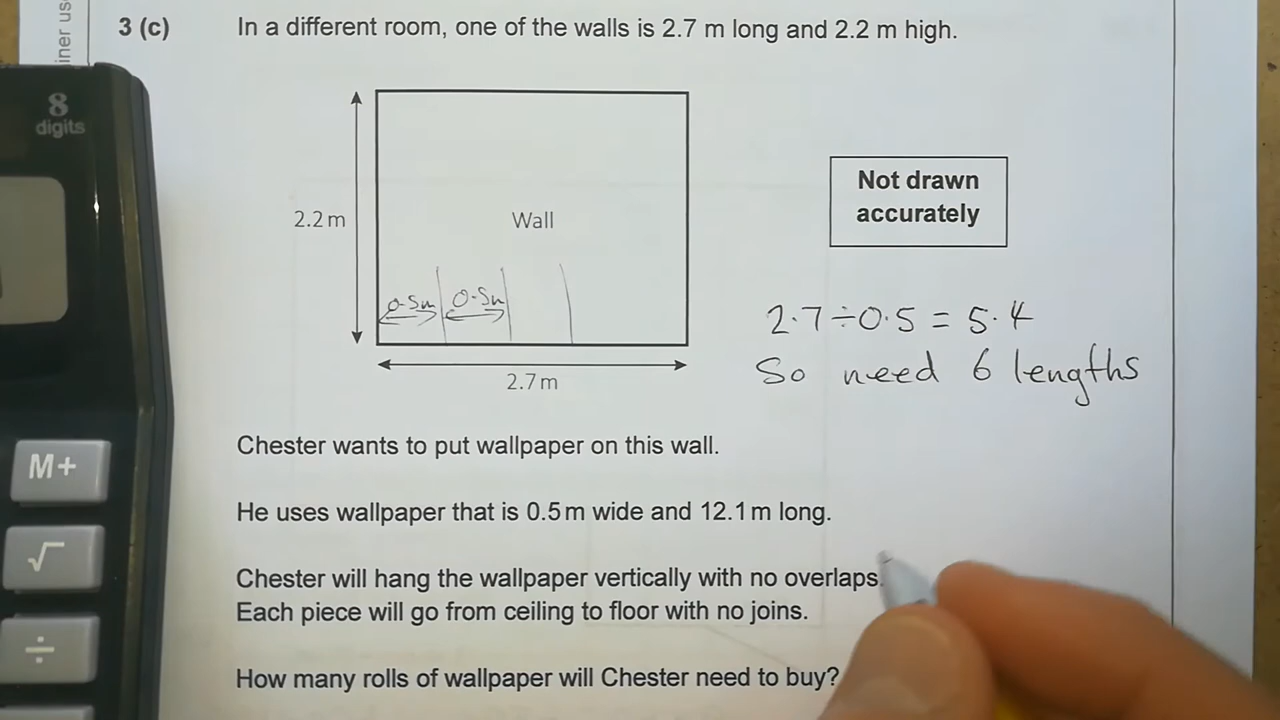 iner us
3 (c) In a different room, one of the walls is 2.7 m long and 2.2 m high.
8
digits
Not drawn
accurately
2.2 m
Wall
0.5m 0.5m
2.7÷0.5 = 5.4
So need 6 lengths
2.7 m
Chester wants to put wallpaper on this wall.
M+
He uses wallpaper that is 0.5 m wide and 12.1 m long.
√
Chester will hang the wallpaper vertically with no overlaps.
Each piece will go from ceiling to floor with no joins.
÷
How many rolls of wallpaper will Chester need to buy?